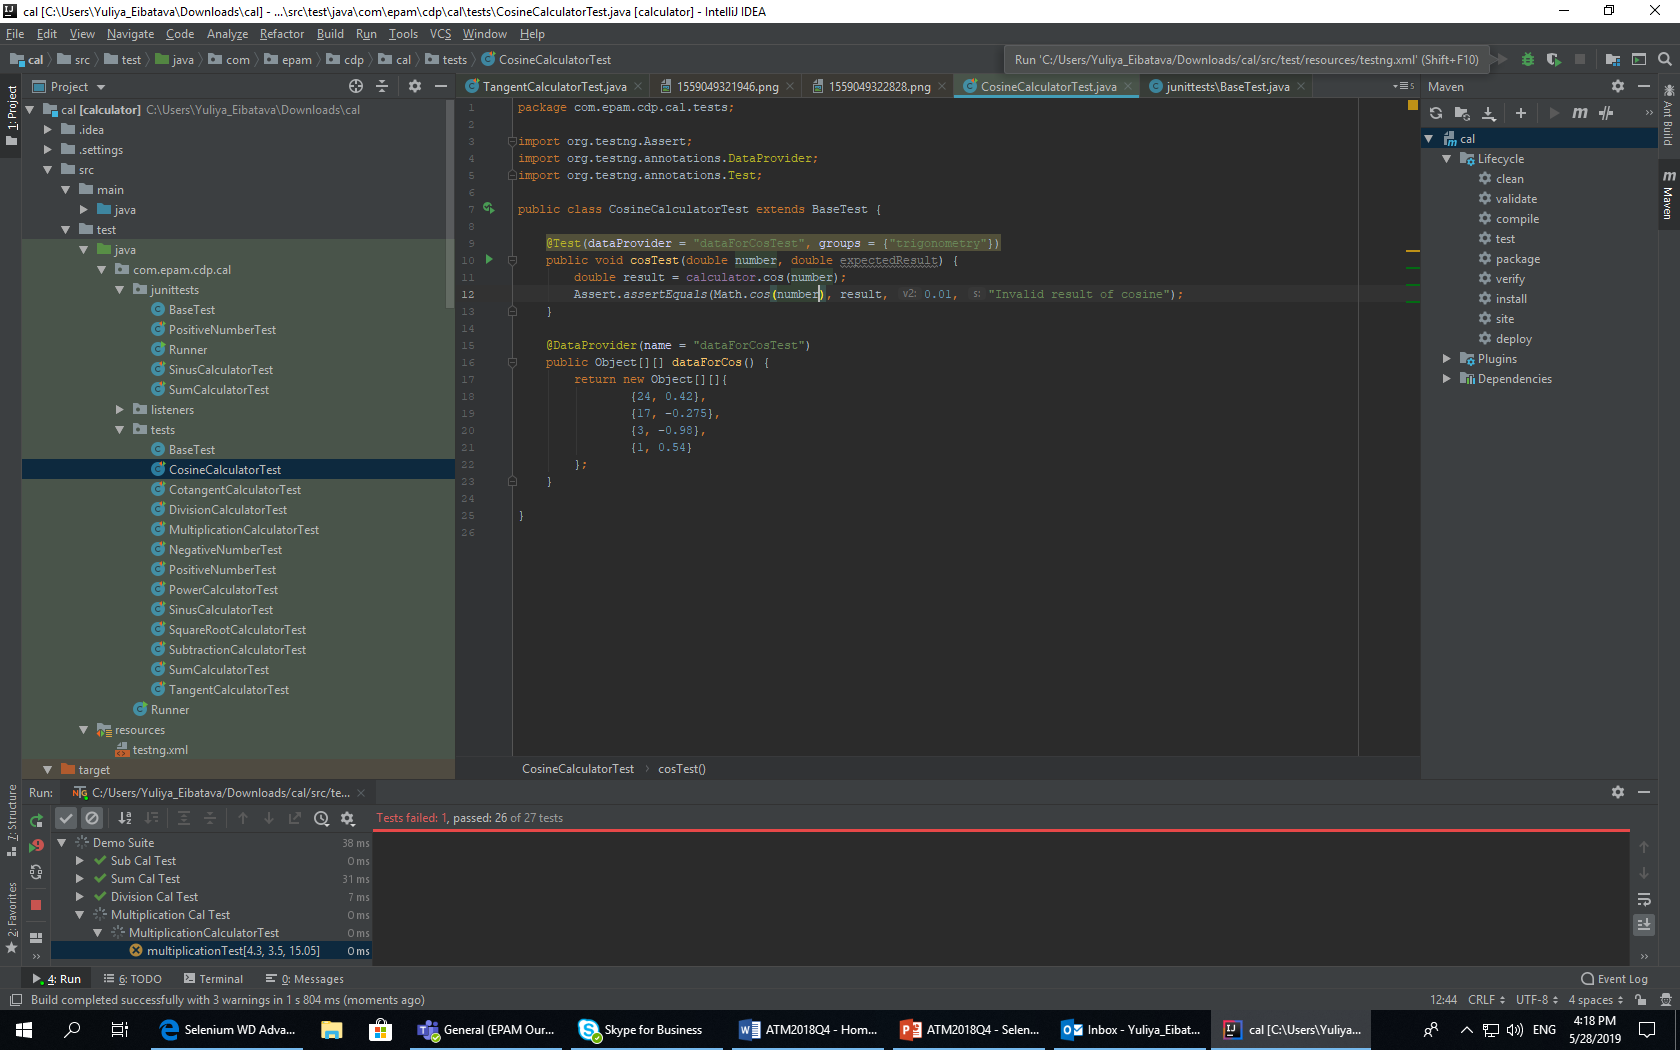 cal [C:\Users\Yuliya_Eibatava\Downloads\cal] - ...\src\test\java\com\epam\cdp\cal\tests\CosineCalculatorTest.java [calculator] - IntelliJ IDEA
File Edit View Navigate Code Analyze Refactor Build Run Tools VCS Window Help
cal src test java com epam cdp cal tests CosineCalculatorTest
Run 'C:/Users/Yuliya_Eibatava/Downloads/cal/src/test/resources/testng.xml' (Shift+F10)
Project
TangentCalculatorTest.java 1559049321946.png 1559049322828.png CosineCalculatorTest.java junittests\BaseTest.java
Maven
1: Project
cal [calculator] C:\Users\Yuliya_Eibatava\Downloads\cal
.idea
.settings
src
main
java
test
java
com.epam.cdp.cal
junittests
BaseTest
PositiveNumberTest
Runner
SinusCalculatorTest
SumCalculatorTest
listeners
tests
BaseTest
CosineCalculatorTest
CotangentCalculatorTest
DivisionCalculatorTest
MultiplicationCalculatorTest
NegativeNumberTest
PositiveNumberTest
PowerCalculatorTest
SinusCalculatorTest
SquareRootCalculatorTest
SubtractionCalculatorTest
SumCalculatorTest
TangentCalculatorTest
Runner
resources
testng.xml
target
1 package com.epam.cdp.cal.tests;
2
3 import org.testng.Assert;
4 import org.testng.annotations.DataProvider;
5 import org.testng.annotations.Test;
6
7 public class CosineCalculatorTest extends BaseTest {
8
9 @Test(dataProvider = "dataForCosTest", groups = {"trigonometry"})
10 public void cosTest(double number, double expectedResult) {
11 double result = calculator.cos(number);
12 Assert.assertEquals(Math.cos(number), result, v2: 0.01, s: "Invalid result of cosine");
13 }
14
15 @DataProvider(name = "dataForCosTest")
16 public Object[][] dataForCos() {
17 return new Object[][]{
18 {24, 0.42},
19 {17, -0.275},
20 {3, -0.98},
21 {1, 0.54}
22 };
23 }
24
25 }
26
CosineCalculatorTest cosTest()
cal
Lifecycle
clean
validate
compile
test
package
verify
install
site
deploy
Plugins
Dependencies
Ant Build
Maven
Run: C:/Users/Yuliya_Eibatava/Downloads/cal/src/te...
Tests failed: 1, passed: 26 of 27 tests
Demo Suite 38 ms
Sub Cal Test 0 ms
Sum Cal Test 31 ms
Division Cal Test 7 ms
Multiplication Cal Test 0 ms
MultiplicationCalculatorTest 0 ms
multiplicationTest[4.3, 3.5, 15.05] 0 ms
7: Structure
2: Favorites
4: Run 6: TODO Terminal 0: Messages Event Log
Build completed successfully with 3 warnings in 1 s 804 ms (moments ago) 12:44 CRLF UTF-8 4 spaces
Selenium WD Adva... General (EPAM Our... Skype for Business ATM2018Q4 - Hom... ATM2018Q4 - Selen... Inbox - Yuliya_Eibat... cal [C:\Users\Yuliya... ENG 4:18 PM
5/28/2019